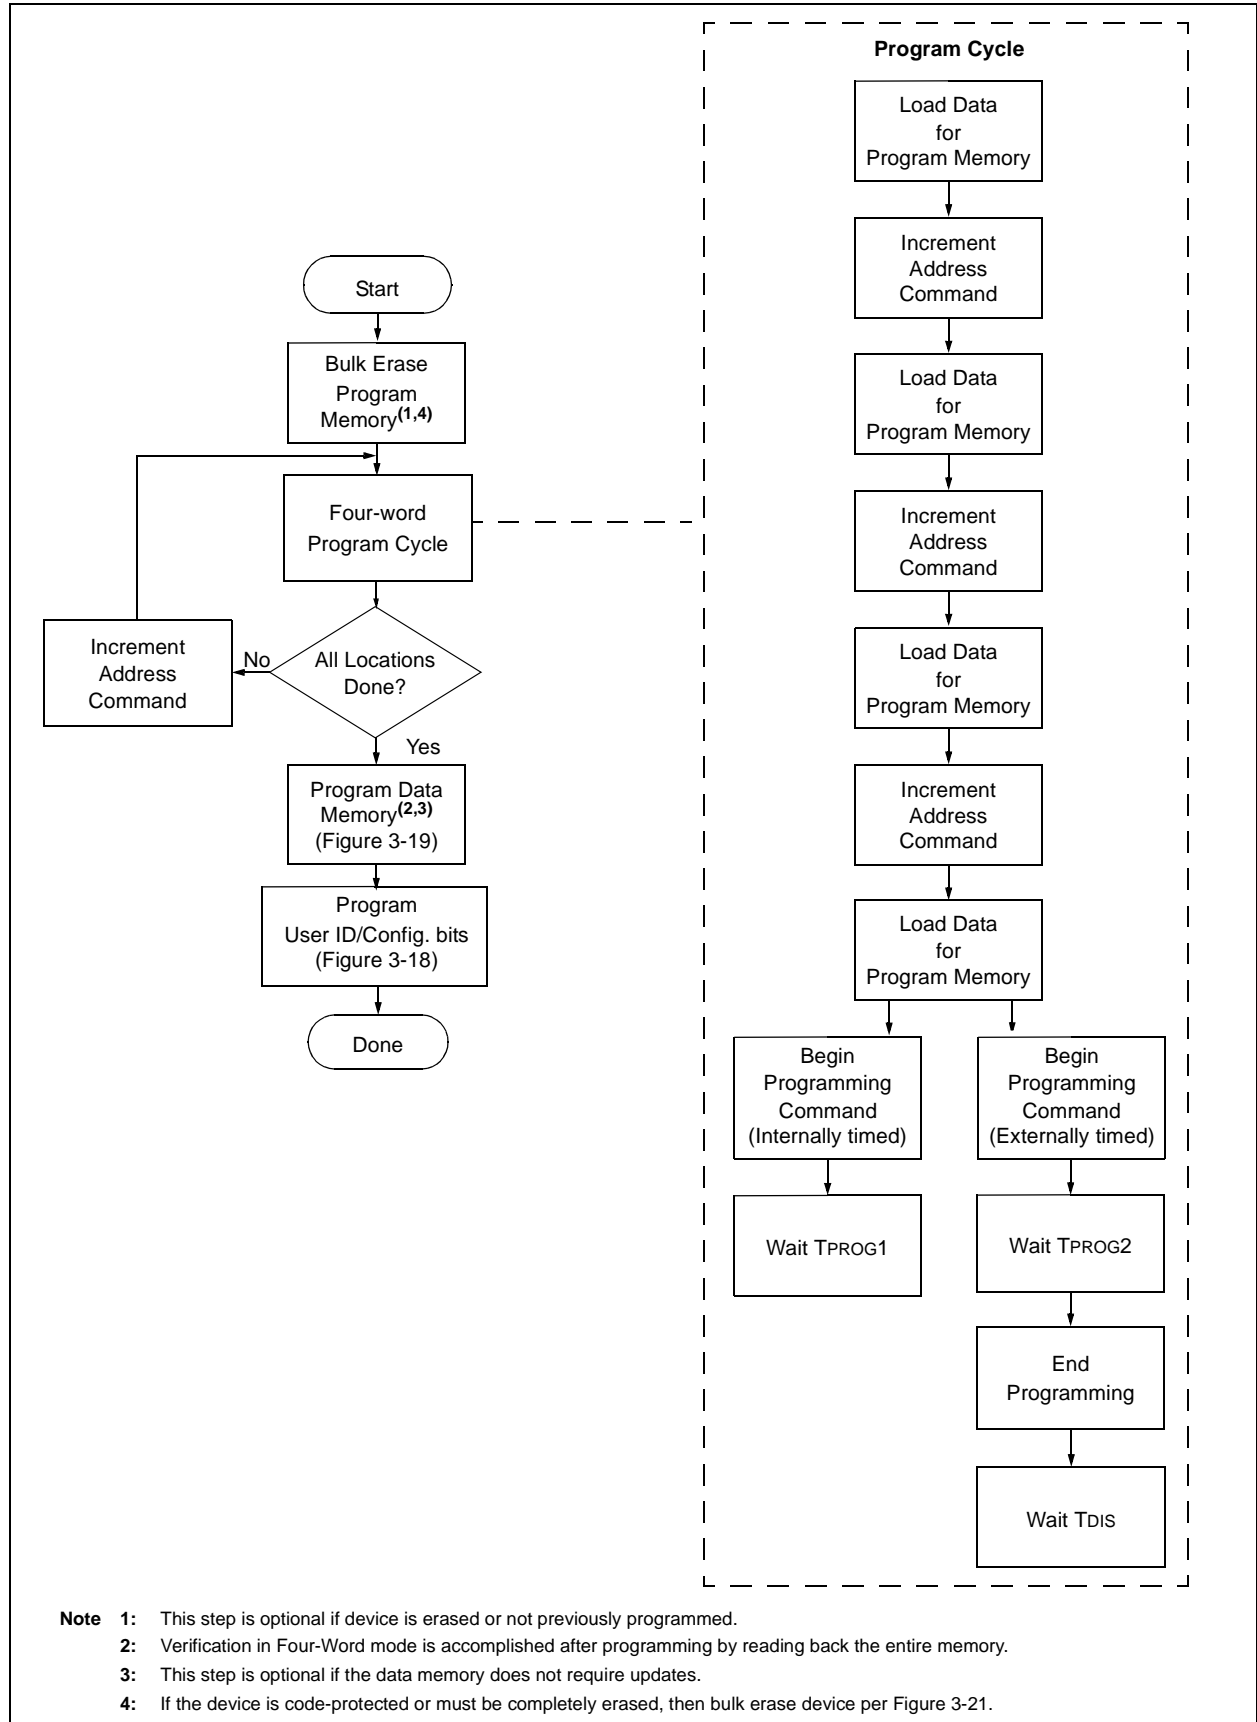 Start
Bulk Erase
Program
Memory(1,4)
Four-word
Program Cycle
All Locations
Done?
No
Increment
Address
Command
Yes
Program Data
Memory(2,3)
(Figure 3-19)
Program
User ID/Config. bits
(Figure 3-18)
Done
Program Cycle
Load Data
for
Program Memory
Increment
Address
Command
Load Data
for
Program Memory
Increment
Address
Command
Load Data
for
Program Memory
Increment
Address
Command
Load Data
for
Program Memory
Begin
Programming
Command
(Internally timed)
Wait TPROG1
Begin
Programming
Command
(Externally timed)
Wait TPROG2
End
Programming
Wait TDIS
Note 1: This step is optional if device is erased or not previously programmed.
2: Verification in Four-Word mode is accomplished after programming by reading back the entire memory.
3: This step is optional if the data memory does not require updates.
4: If the device is code-protected or must be completely erased, then bulk erase device per Figure 3-21.